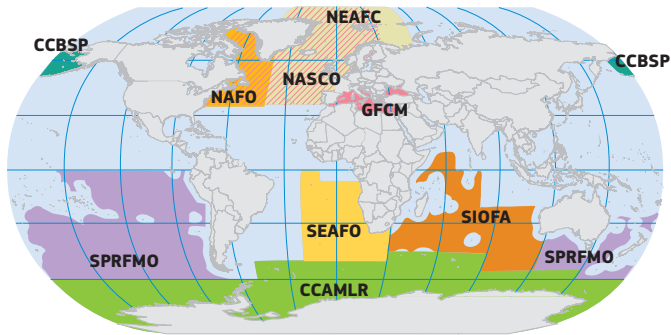 NEAFC
CCBSP
CCBSP
NASCO
NAFO
GFCM
SIOFA
SEAFO
SPRFMO
SPRFMO
CCAMLR